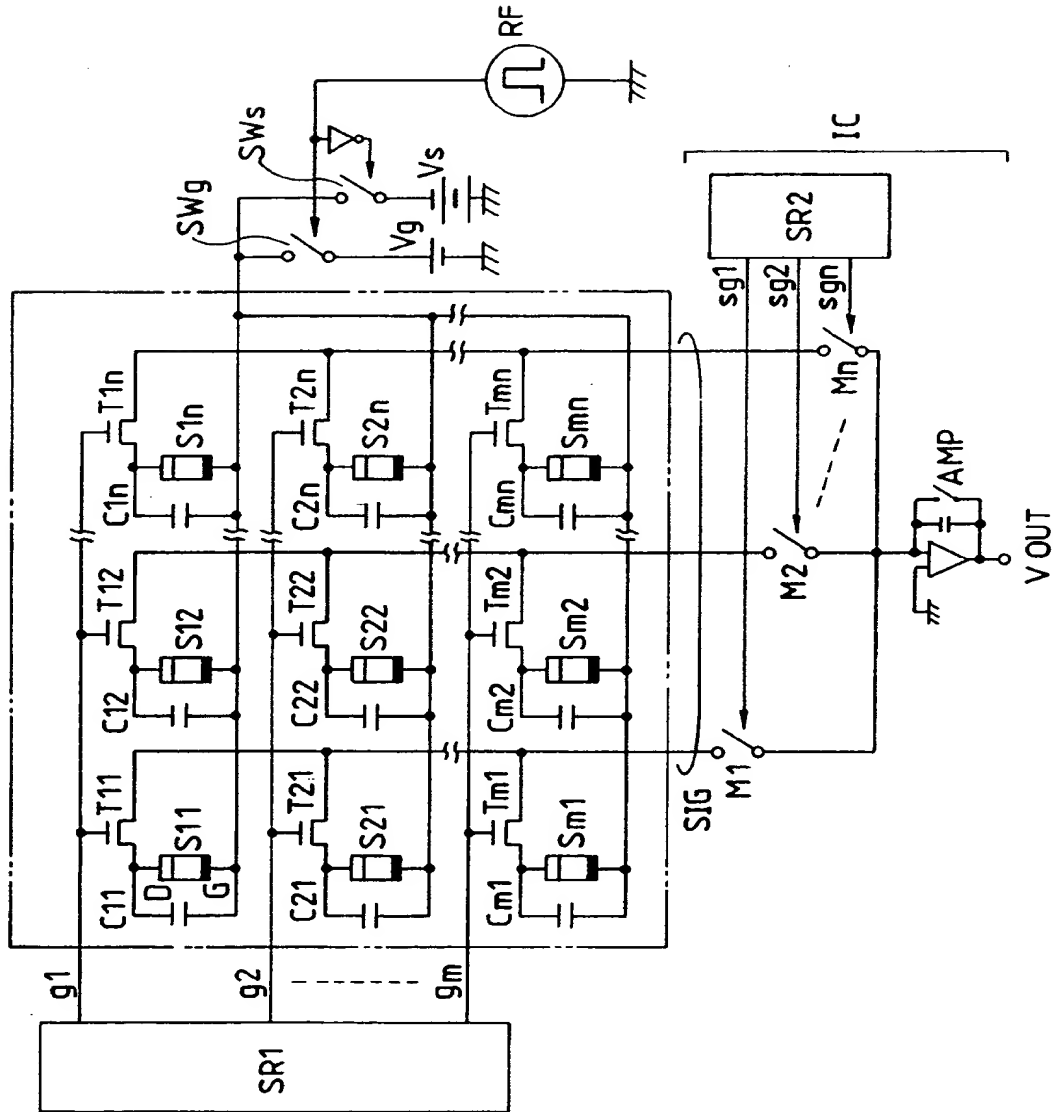 RF
SWs
SWg
Vs
Vg
T11
T12
T1n
C11
C12
C1n
S11
S12
S1n
D
G
g1
T21
T22
T2n
C21
C22
C2n
S21
S22
S2n
g2
Tm1
Tm2
Tmn
Cm1
Cm2
Cmn
Sm1
Sm2
Smn
gm
SR1
SIG
IC
SR2
sg1
sg2
sgn
M1
M2
Mn
AMP
V OUT